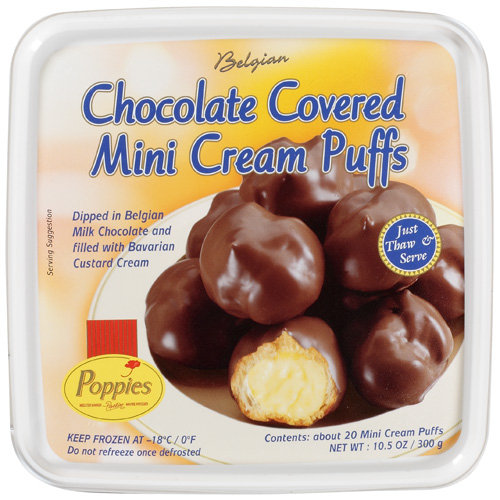 Belgian
Chocolate Covered
Mini Cream Puffs
Dipped in Belgian
Milk Chocolate and
filled with Bavarian
Custard Cream
Serving Suggestion
Just
Thaw &
Serve
Poppies
KEEP FROZEN AT –18°C / 0°F
Do not refreeze once defrosted
Contents: about 20 Mini Cream Puffs
NET WT : 10.5 OZ / 300 g